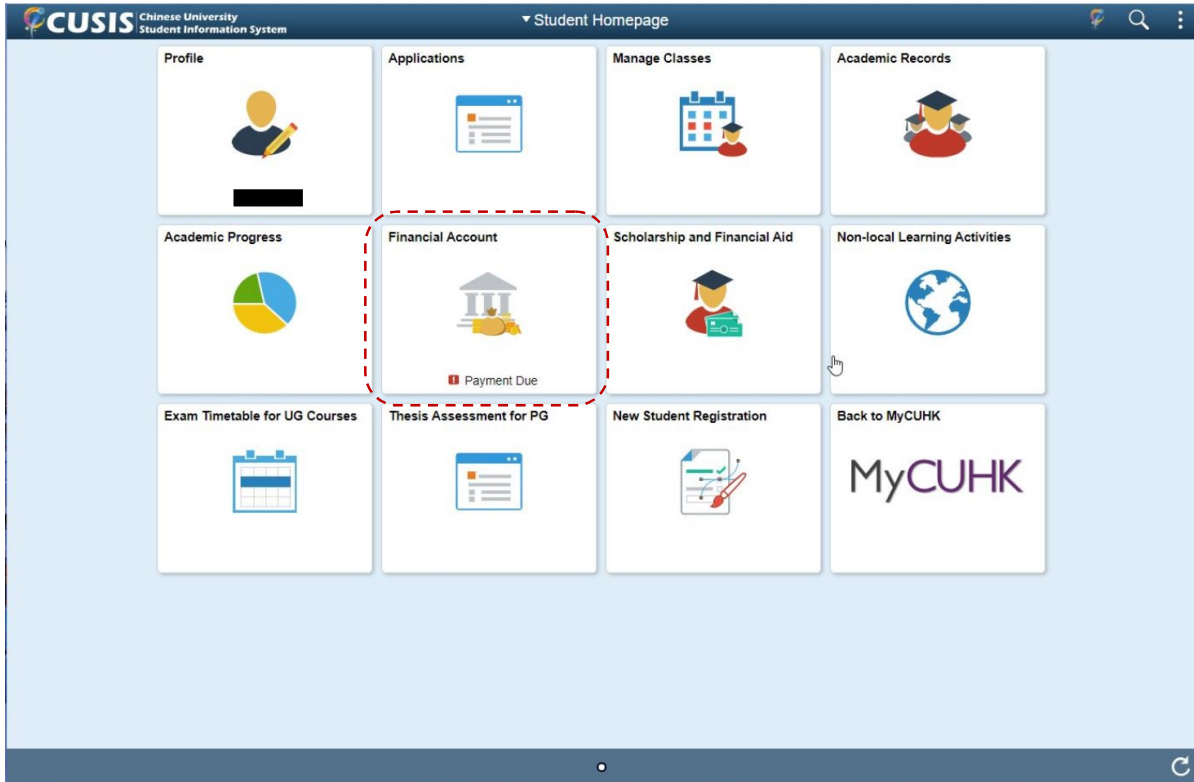 CUSIS Chinese University
Student Information System
Student Homepage
Profile
Applications
Manage Classes
Academic Records
Academic Progress
Financial Account
Payment Due
Scholarship and Financial Aid
Non-local Learning Activities
Exam Timetable for UG Courses
Thesis Assessment for PG
New Student Registration
Back to MyCUHK
MyCUHK